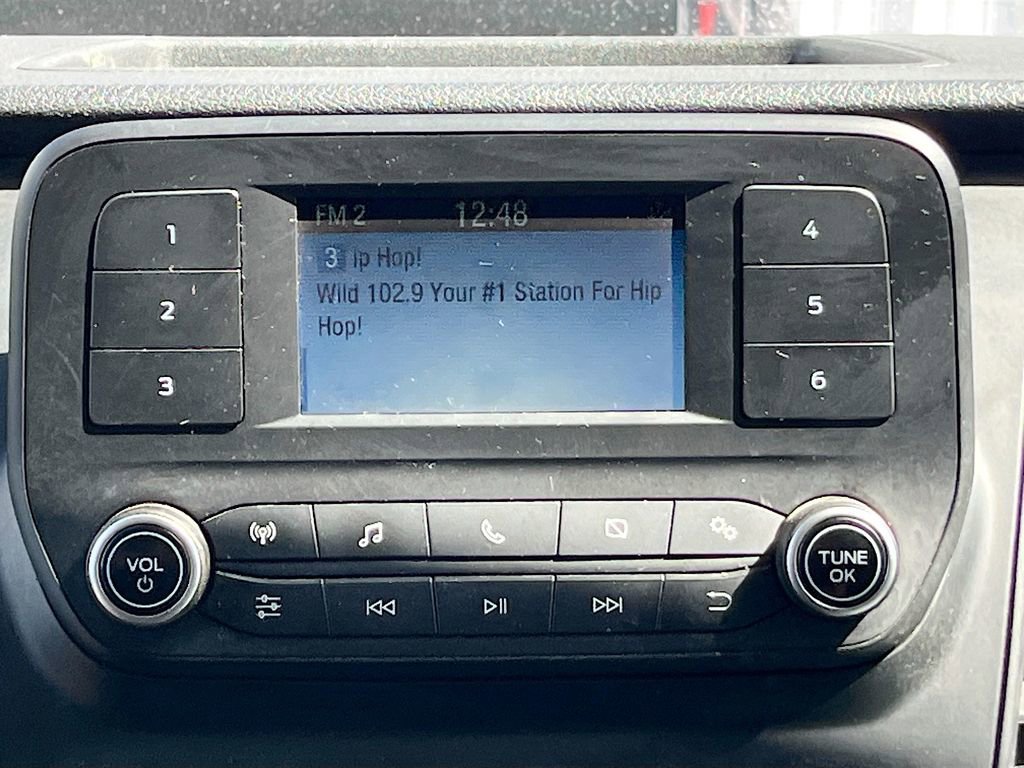 FM 2 12:48
3 ip Hop!
Wild 102.9 Your #1 Station For Hip
Hop!
1
2
3
4
5
6
VOL
TUNE
OK